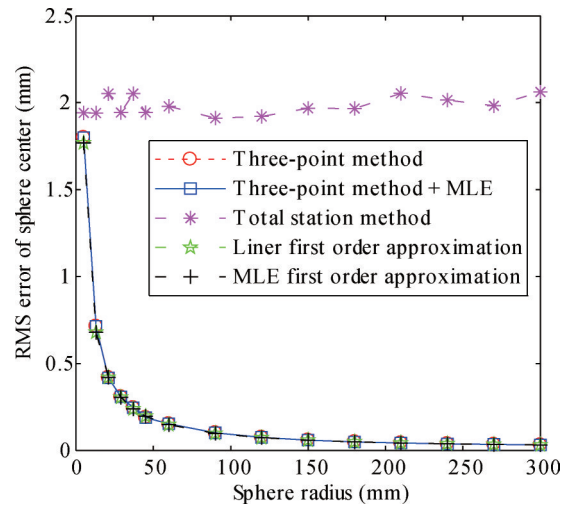 2.5
2
1.5
1
0.5
0
RMS error of sphere center (mm)
Three-point method
Three-point method + MLE
Total station method
Liner first order approximation
MLE first order approximation
0 50 100 150 200 250 300
Sphere radius (mm)